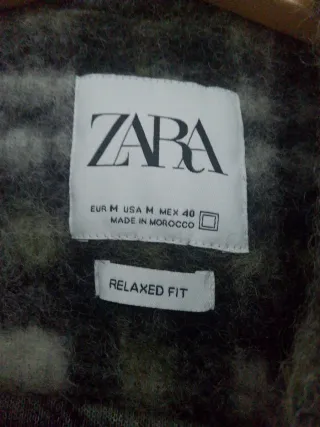 ZARA
EUR M USA M MEX 40
MADE IN MOROCCO
RELAXED FIT